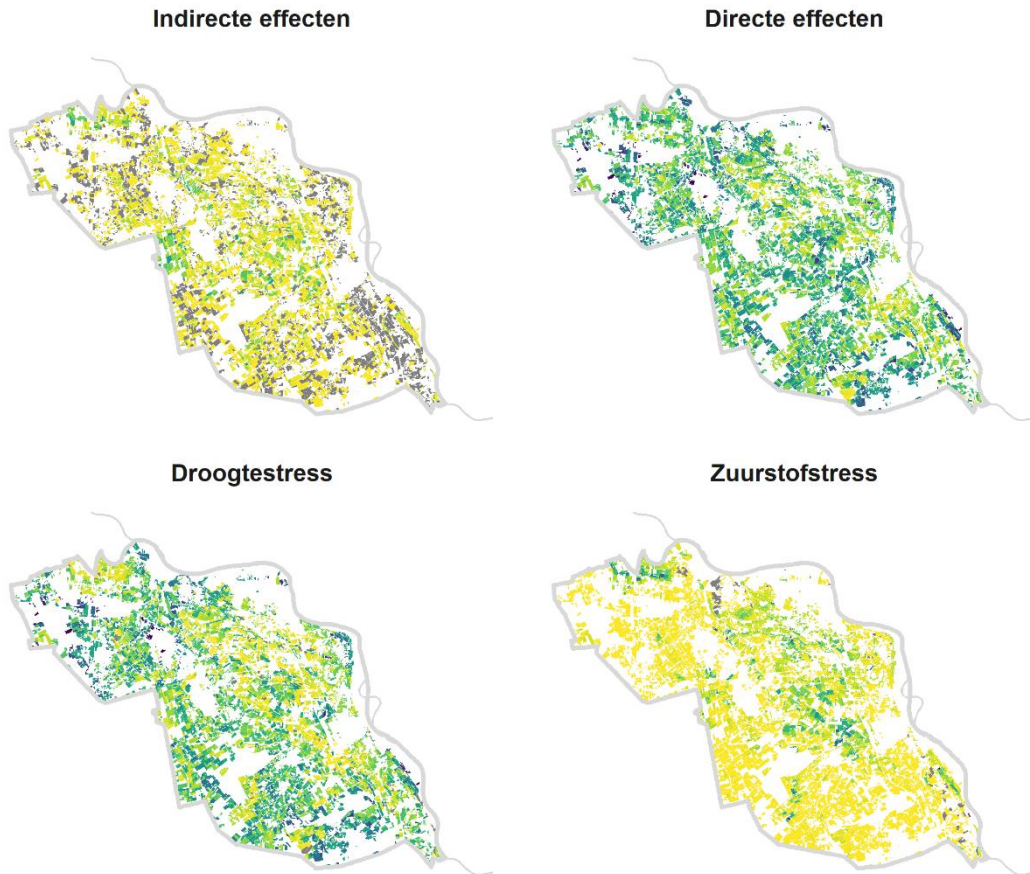 Indirecte effecten
Directe effecten
Droogtestress
Zuurstofstress